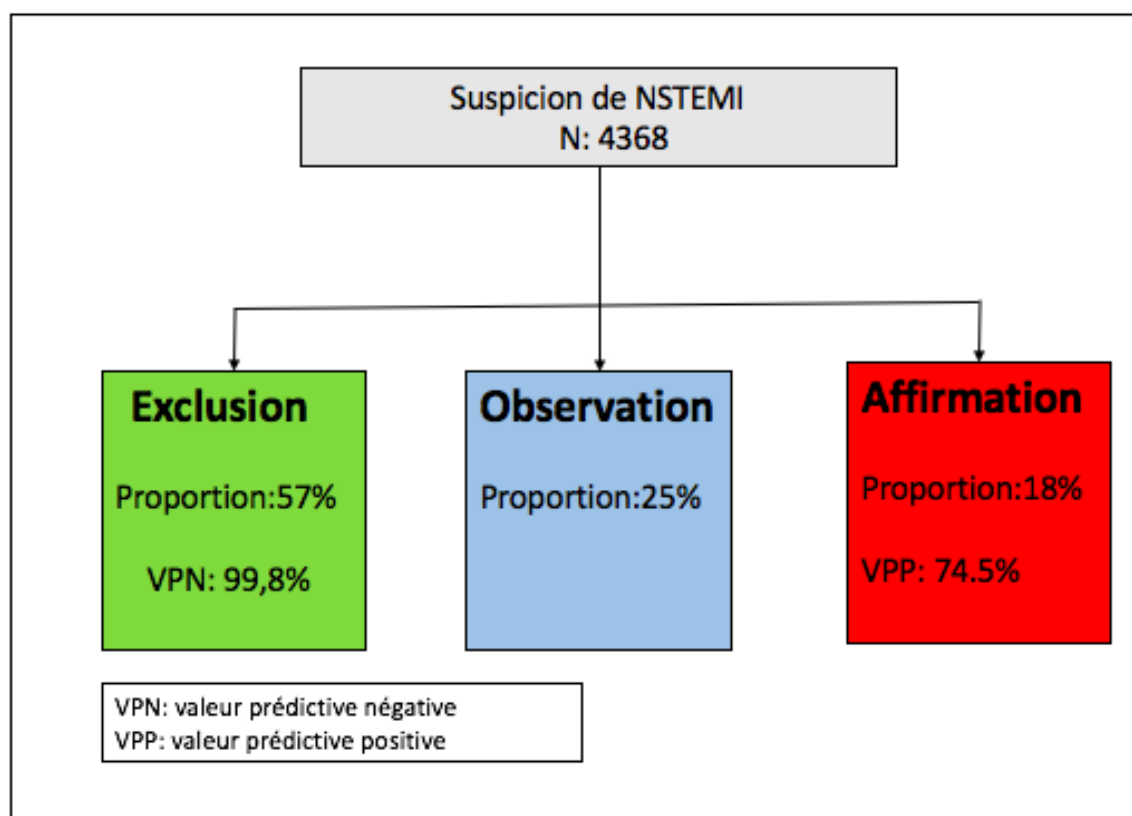 Suspicion de NSTEMI
N: 4368
Exclusion
Proportion:57%
VPN: 99,8%
Observation
Proportion:25%
Affirmation
Proportion:18%
VPP: 74.5%
VPN: valeur prédictive négative
VPP: valeur prédictive positive